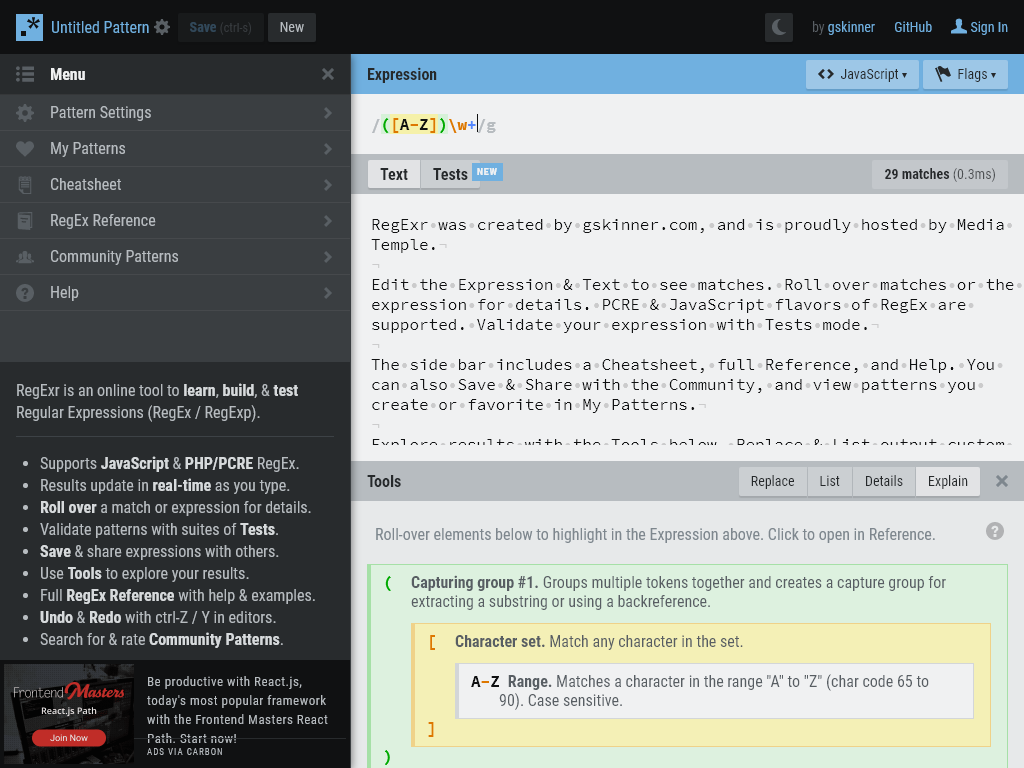 .*
Untitled Pattern
Save (ctrl-s)
New
by gskinner
GitHub
Sign In
Menu
Pattern Settings
My Patterns
Cheatsheet
RegEx Reference
Community Patterns
Help
RegExr is an online tool to learn, build, & test
Regular Expressions (RegEx / RegExp).
• Supports JavaScript & PHP/PCRE RegEx.
• Results update in real-time as you type.
• Roll over a match or expression for details.
• Validate patterns with suites of Tests.
• Save & share expressions with others.
• Use Tools to explore your results.
• Full RegEx Reference with help & examples.
• Undo & Redo with ctrl-Z / Y in editors.
• Search for & rate Community Patterns.
Frontend Masters
React.js Path
Join Now
Be productive with React.js,
today's most popular framework
with the Frontend Masters React
Path. Start now!
ADS VIA CARBON
Expression
<> JavaScript ▾
Flags ▾
/([A-Z])\w+/g
Text
Tests NEW
29 matches (0.3ms)
RegExr•was•created•by•gskinner.com,•and•is•proudly•hosted•by•Media•
Temple.¬
¬
Edit•the•Expression•&•Text•to•see•matches.•Roll•over•matches•or•the•
expression•for•details.•PCRE•&•JavaScript•flavors•of•RegEx•are•
supported.•Validate•your•expression•with•Tests•mode.¬
¬
The•side•bar•includes•a•Cheatsheet,•full•Reference,•and•Help.•You•
can•also•Save•&•Share•with•the•Community,•and•view•patterns•you•
create•or•favorite•in•My•Patterns.¬
¬
Explore•results•with•the•Tools•below.•Replace•&•List•output•custom•
Tools
Replace
List
Details
Explain
Roll-over elements below to highlight in the Expression above. Click to open in Reference.
?
( Capturing group #1. Groups multiple tokens together and creates a capture group for
extracting a substring or using a backreference.
[ Character set. Match any character in the set.
A-Z Range. Matches a character in the range "A" to "Z" (char code 65 to
90). Case sensitive.
]
)